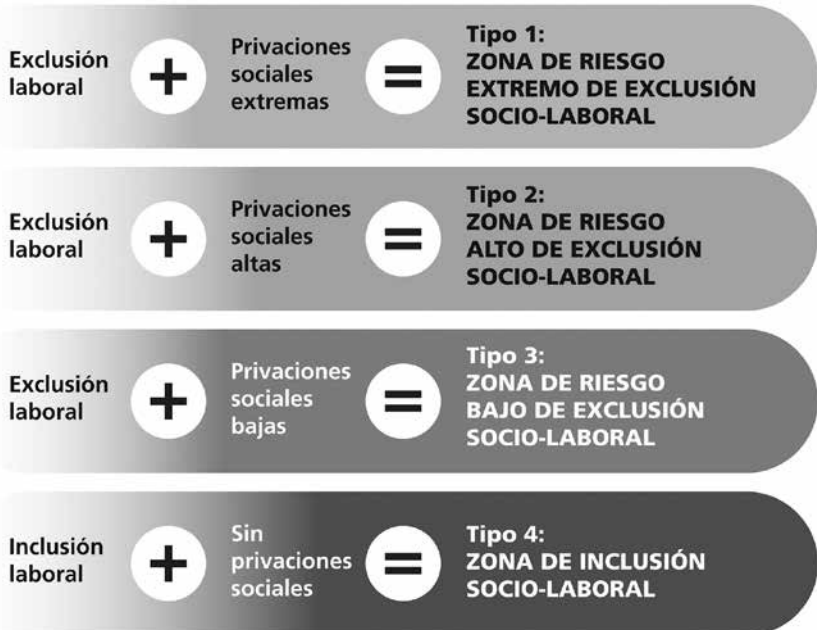 Exclusión
laboral
+
Privaciones
sociales
extremas
=
Tipo 1:
ZONA DE RIESGO
EXTREMO DE EXCLUSIÓN
SOCIO-LABORAL
Exclusión
laboral
+
Privaciones
sociales
altas
=
Tipo 2:
ZONA DE RIESGO
ALTO DE EXCLUSIÓN
SOCIO-LABORAL
Exclusión
laboral
+
Privaciones
sociales
bajas
=
Tipo 3:
ZONA DE RIESGO
BAJO DE EXCLUSIÓN
SOCIO-LABORAL
Inclusión
laboral
+
Sin
privaciones
sociales
=
Tipo 4:
ZONA DE INCLUSIÓN
SOCIO-LABORAL